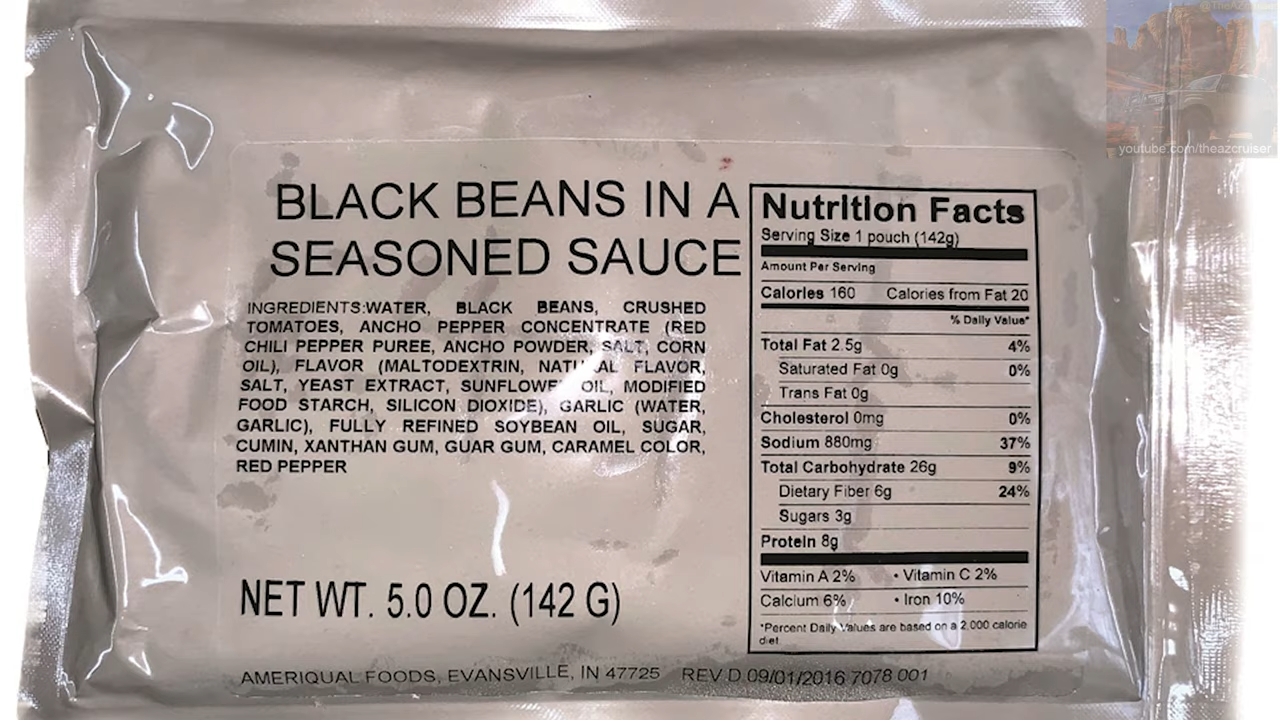 @TheAZcruiser
youtube.com/theazcruiser
BLACK BEANS IN A
SEASONED SAUCE
INGREDIENTS:WATER, BLACK BEANS, CRUSHED
TOMATOES, ANCHO PEPPER CONCENTRATE (RED
CHILI PEPPER PUREE, ANCHO POWDER, SALT, CORN
OIL), FLAVOR (MALTODEXTRIN, NATURAL FLAVOR,
SALT, YEAST EXTRACT, SUNFLOWER OIL, MODIFIED
FOOD STARCH, SILICON DIOXIDE), GARLIC (WATER,
GARLIC), FULLY REFINED SOYBEAN OIL, SUGAR,
CUMIN, XANTHAN GUM, GUAR GUM, CARAMEL COLOR,
RED PEPPER
NET WT. 5.0 OZ. (142 G)
Nutrition Facts
Serving Size 1 pouch (142g)
Amount Per Serving
Calories 160 Calories from Fat 20
% Daily Value*
Total Fat 2.5g 4%
Saturated Fat 0g 0%
Trans Fat 0g
Cholesterol 0mg 0%
Sodium 880mg 37%
Total Carbohydrate 26g 9%
Dietary Fiber 6g 24%
Sugars 3g
Protein 8g
Vitamin A 2% • Vitamin C 2%
Calcium 6% • Iron 10%
*Percent Daily Values are based on a 2,000 calorie
diet.
AMERIQUAL FOODS, EVANSVILLE, IN 47725 REV D 09/01/2016 7078 001